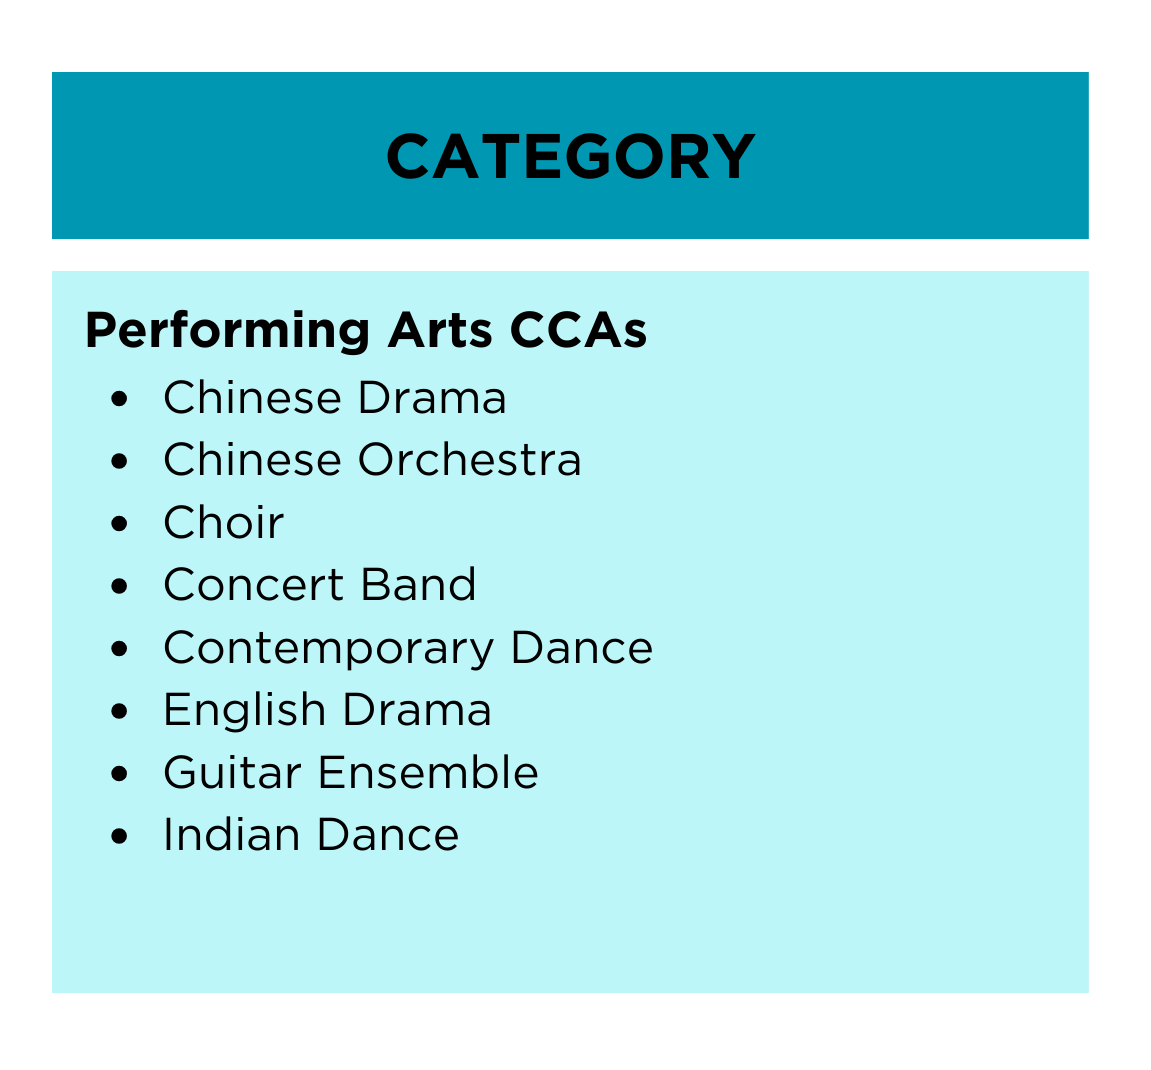 CATEGORY
Performing Arts CCAs
• Chinese Drama
• Chinese Orchestra
• Choir
• Concert Band
• Contemporary Dance
• English Drama
• Guitar Ensemble
• Indian Dance